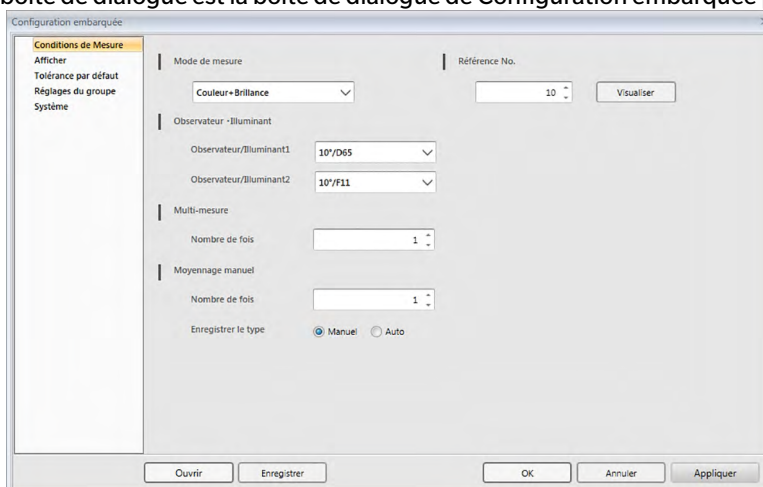 boîte de dialogue est la boîte de dialogue de Configuration embarquée
Configuration embarquée
Conditions de Mesure
Afficher
Tolérance par défaut
Réglages du groupe
Système
Mode de mesure
Référence No.
Couleur+Brillance
10
Visualiser
Observateur •Illuminant
Observateur/Illuminant1
10°/D65
Observateur/Illuminant2
10°/F11
Multi-mesure
Nombre de fois
1
Moyennage manuel
Nombre de fois
1
Enregistrer le type
Manuel
Auto
Ouvrir
Enregistrer
OK
Annuler
Appliquer